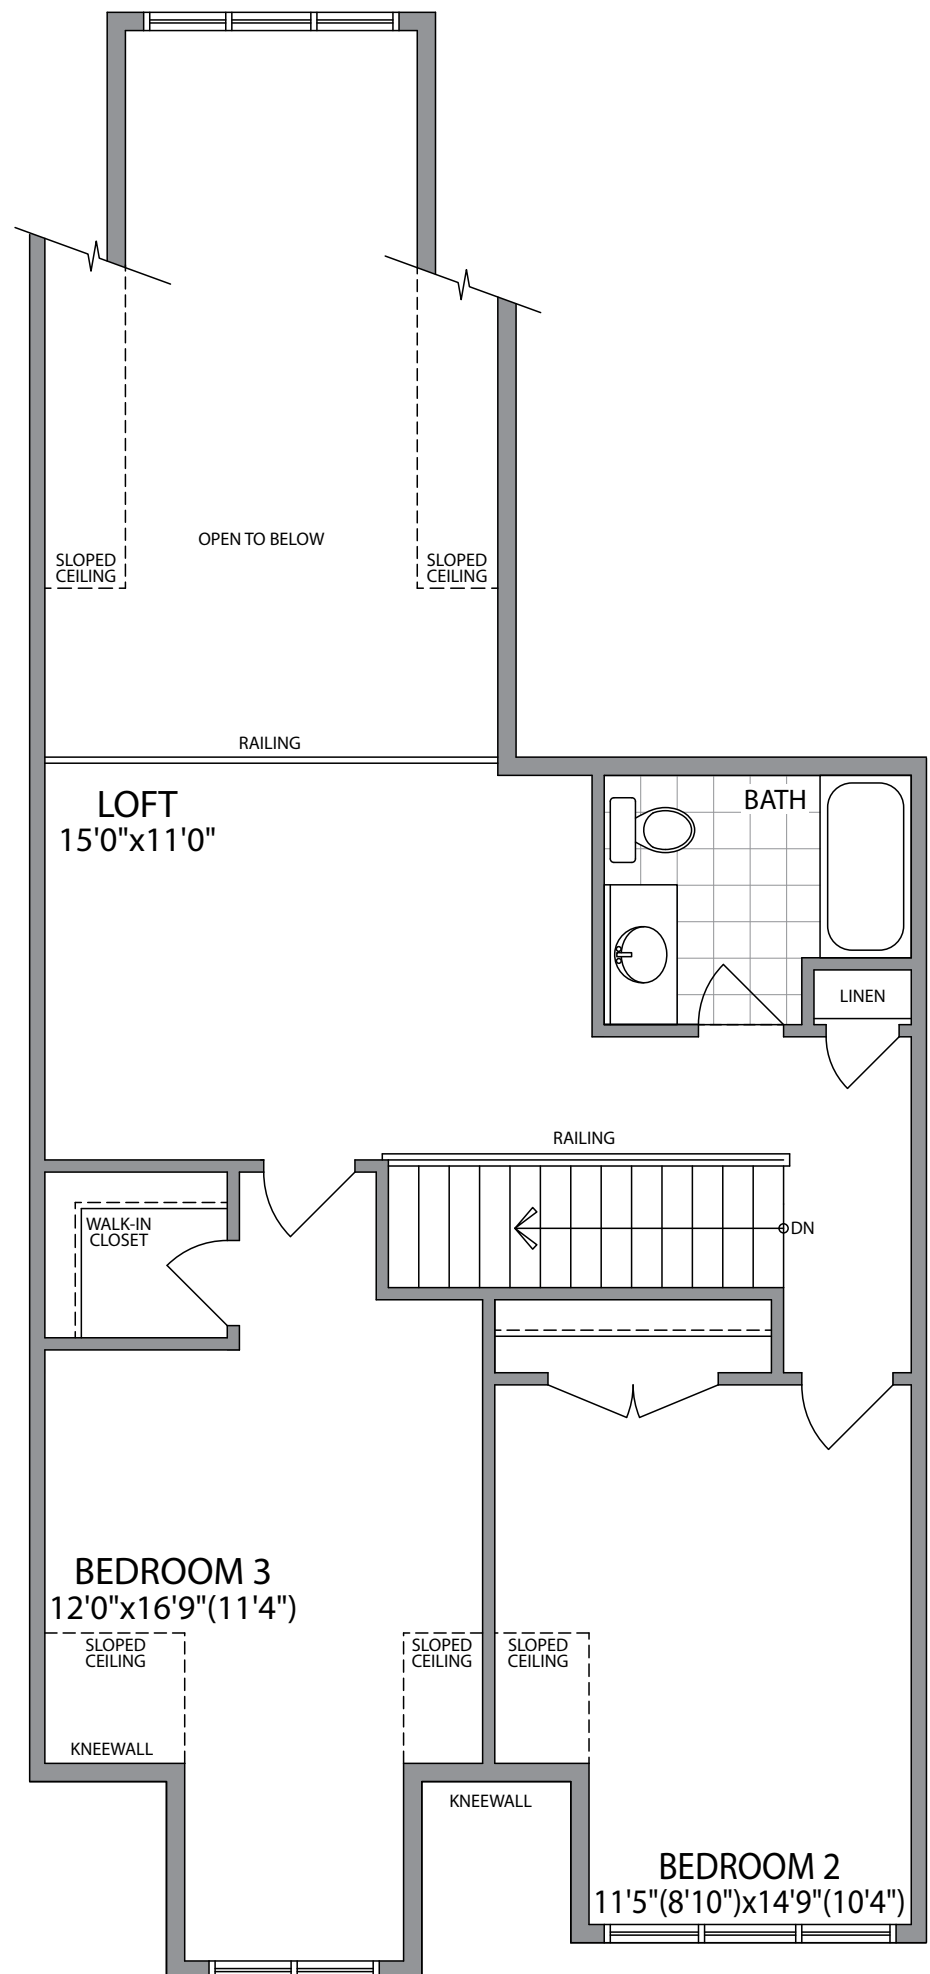 OPEN TO BELOW
SLOPED
CEILING
SLOPED
CEILING
RAILING
LOFT
15'0"x11'0"
BATH
LINEN
RAILING
WALK-IN
CLOSET
DN
BEDROOM 3
12'0"x16'9"(11'4")
SLOPED
CEILING
SLOPED
CEILING
SLOPED
CEILING
KNEEWALL
KNEEWALL
BEDROOM 2
11'5"(8'10")x14'9"(10'4")